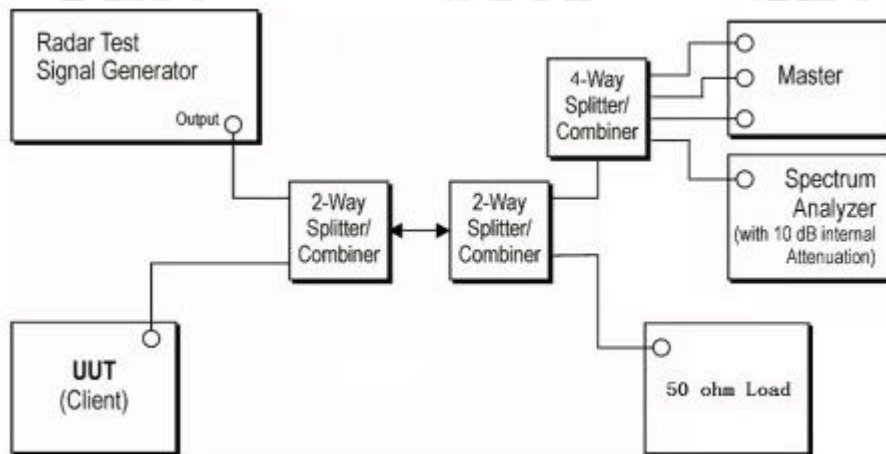 Radar Test
Signal Generator
Output
4-Way
Splitter/
Combiner
Master
2-Way
Splitter/
Combiner
2-Way
Splitter/
Combiner
Spectrum
Analyzer
(with 10 dB internal
Attenuation)
UUT
(Client)
50 ohm Load